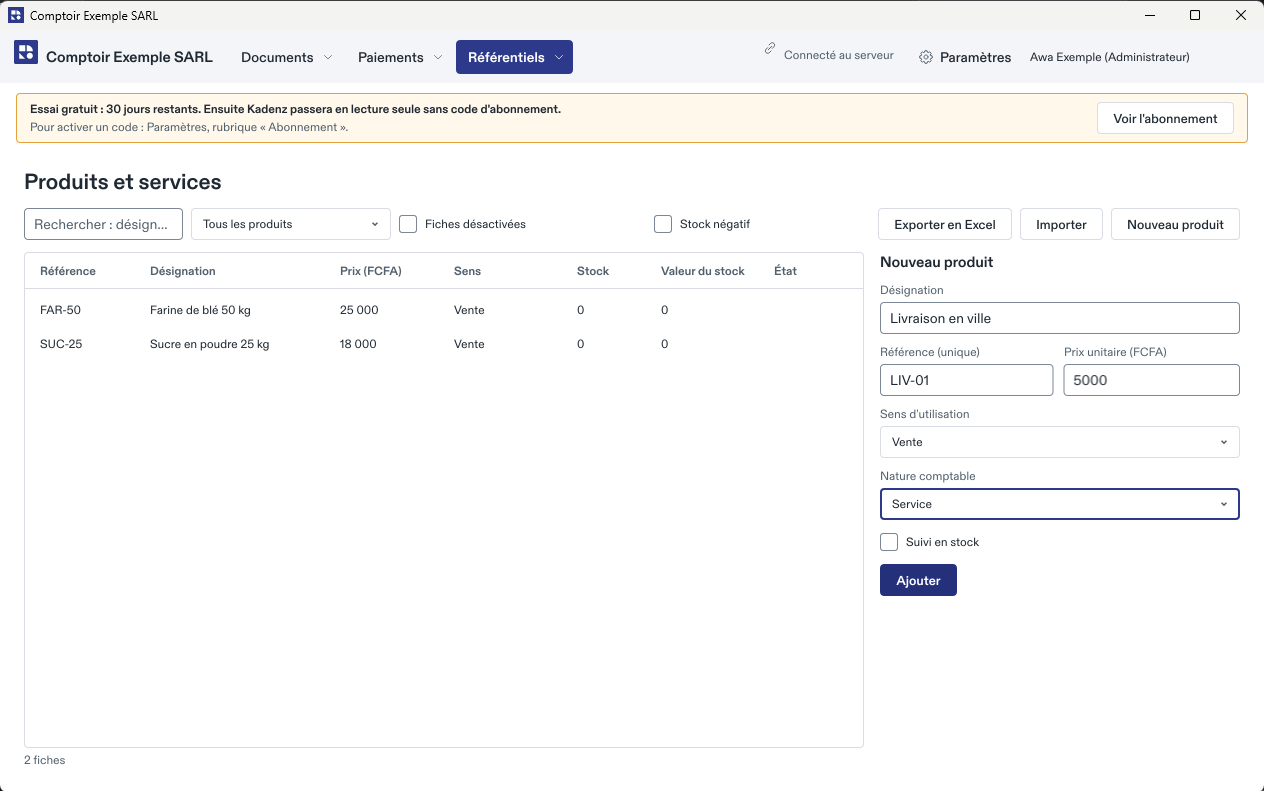 Comptoir Exemple SARL
Comptoir Exemple SARL
Documents
Paiements
Référentiels
Connecté au serveur
Paramètres
Awa Exemple (Administrateur)
Essai gratuit : 30 jours restants. Ensuite Kadenz passera en lecture seule sans code d'abonnement.
Pour activer un code : Paramètres, rubrique « Abonnement ».
Voir l'abonnement
Produits et services
Rechercher : désign...
Tous les produits
Fiches désactivées
Stock négatif
Exporter en Excel
Importer
Nouveau produit
Référence Désignation Prix (FCFA) Sens Stock Valeur du stock État
FAR-50 Farine de blé 50 kg 25 000 Vente 0 0
SUC-25 Sucre en poudre 25 kg 18 000 Vente 0 0
2 fiches
Nouveau produit
Désignation
Livraison en ville
Référence (unique) Prix unitaire (FCFA)
LIV-01 5000
Sens d'utilisation
Vente
Nature comptable
Service
Suivi en stock
Ajouter